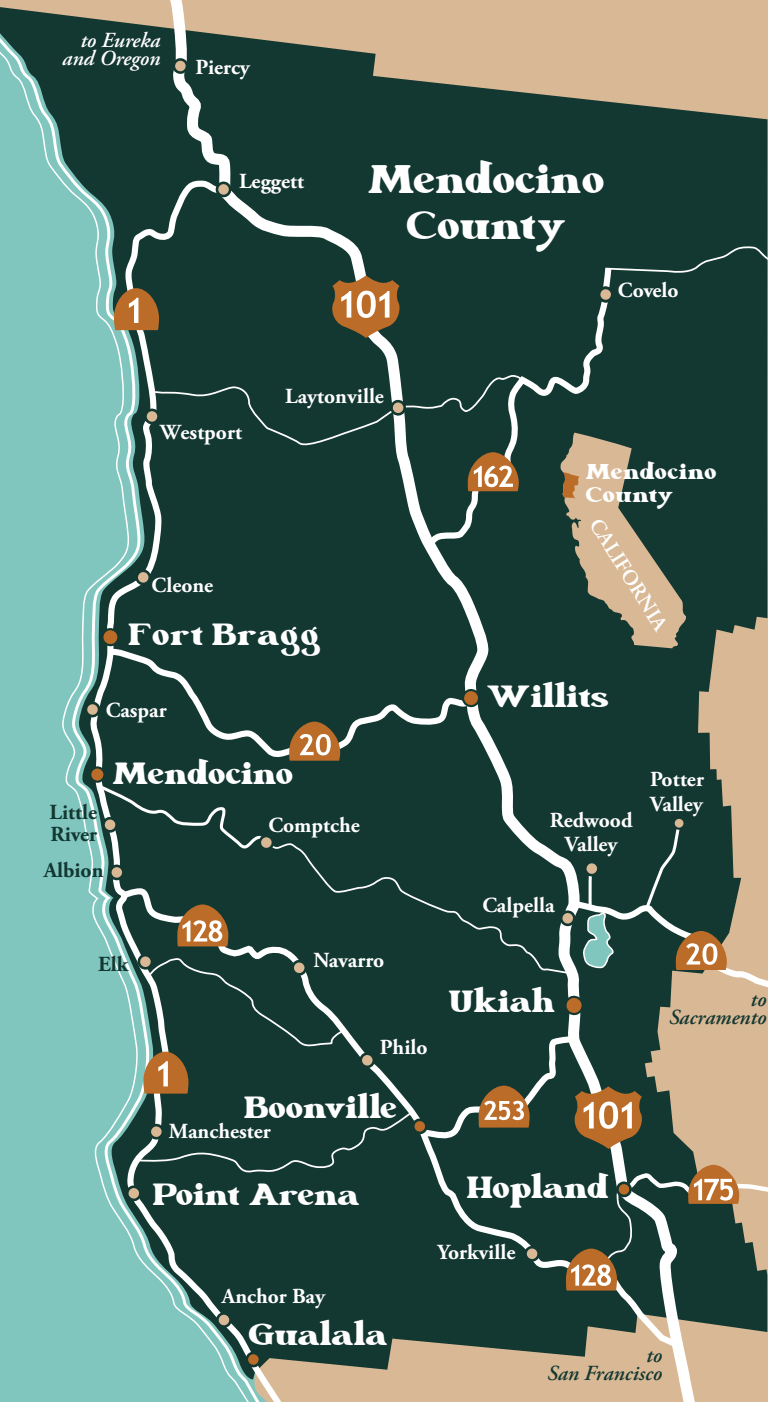 to Eureka
and Oregon
Piercy
Leggett
Mendocino
County
1
101
Covelo
Laytonville
Westport
162
Mendocino
County
CALIFORNIA
Cleone
Fort Bragg
Willits
Caspar
20
Mendocino
Potter
Valley
Little
River
Comptche
Redwood
Valley
Albion
Calpella
128
20
Elk
Navarro
Ukiah
to
Sacramento
Philo
1
Boonville
253
101
Manchester
Point Arena
Hopland
175
Yorkville
128
Anchor Bay
Gualala
to
San Francisco